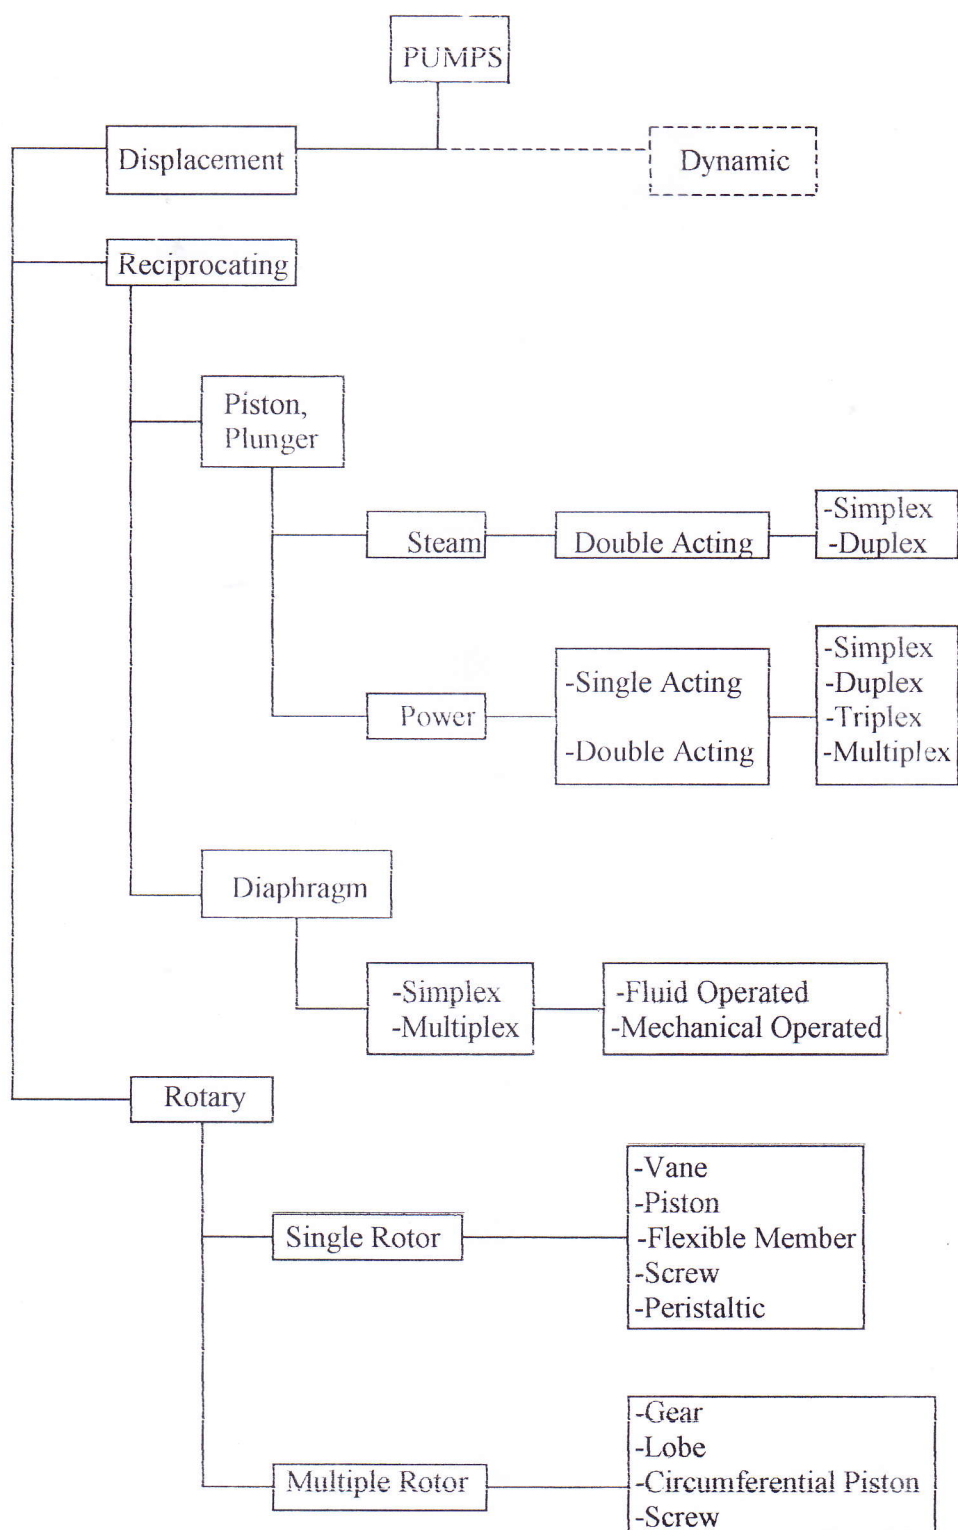 PUMPS
Displacement
Dynamic
Reciprocating
Piston,
Plunger
Steam
Double Acting
-Simplex
-Duplex
Power
-Single Acting
-Double Acting
-Simplex
-Duplex
-Triplex
-Multiplex
Diaphragm
-Simplex
-Multiplex
-Fluid Operated
-Mechanical Operated
Rotary
Single Rotor
-Vane
-Piston
-Flexible Member
-Screw
-Peristaltic
Multiple Rotor
-Gear
-Lobe
-Circumferential Piston
-Screw